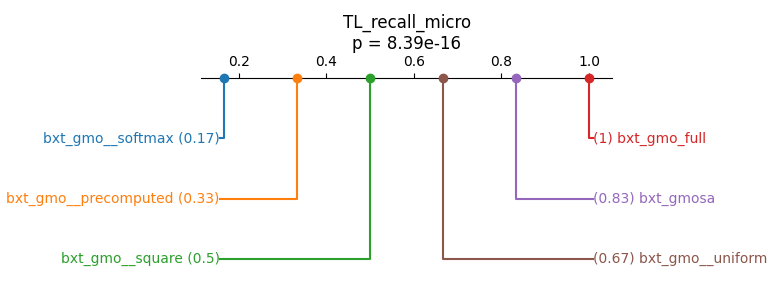 TL_recall_micro
p = 8.39e-16
0.2 0.4 0.6 0.8 1.0
bxt_gmo__softmax (0.17) (1) bxt_gmo_full
bxt_gmo__precomputed (0.33) (0.83) bxt_gmosa
bxt_gmo__square (0.5) (0.67) bxt_gmo__uniform